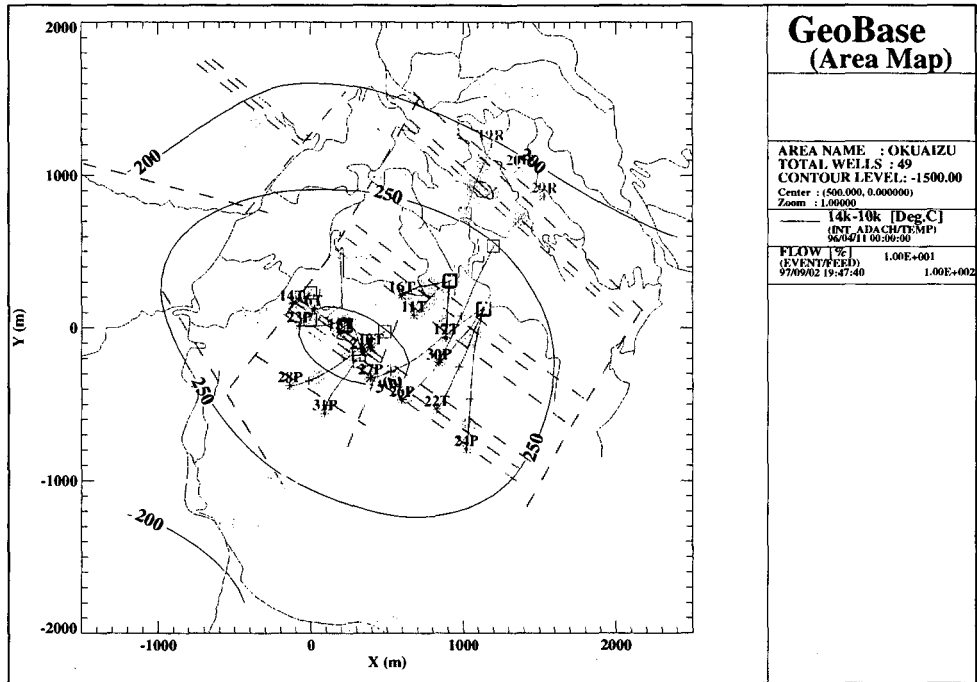 GeoBase
(Area Map)
AREA NAME : OKUAIZU
TOTAL WELLS : 49
CONTOUR LEVEL: -1500.00
Center : (500.000, 0.000000)
Zoom : 1.00000
14k-10k [Deg.C]
(INT_ADACH/TEMP)
96/04/11 00:00:00
FLOW [%]
(EVENT/FEED)
97/09/02 19:47:40
1.00E+001
1.00E+002
2000
1000
0
-1000
-2000
Y (m)
-1000
0
1000
2000
X (m)
200
200
200
250
250
250
19R
20R
29R
14T
23P
16T
11T
12T
30P
27P
26P
28P
31P
22T
24P